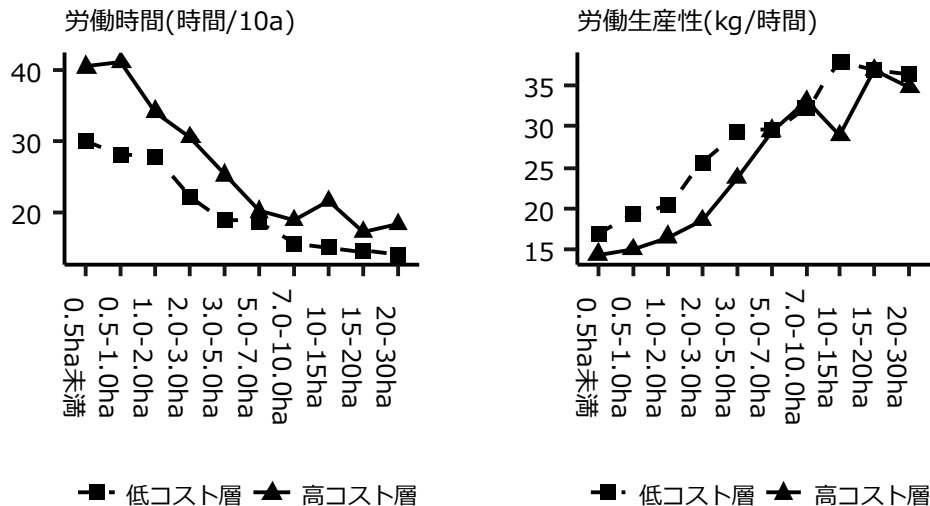 労働時間(時間/10a)
40
30
20
0.5ha未満
0.5-1.0ha
1.0-2.0ha
2.0-3.0ha
3.0-5.0ha
5.0-7.0ha
7.0-10.0ha
10-15ha
15-20ha
20-30ha
低コスト層 高コスト層
労働生産性(kg/時間)
35
30
25
20
15
0.5ha未満
0.5-1.0ha
1.0-2.0ha
2.0-3.0ha
3.0-5.0ha
5.0-7.0ha
7.0-10.0ha
10-15ha
15-20ha
20-30ha
低コスト層 高コスト層